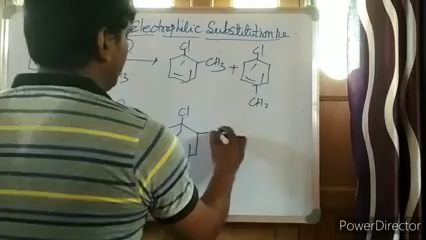 Electrophilic Substitution
Cl
Cl
CH3
+
CH3
Cl
PowerDirector